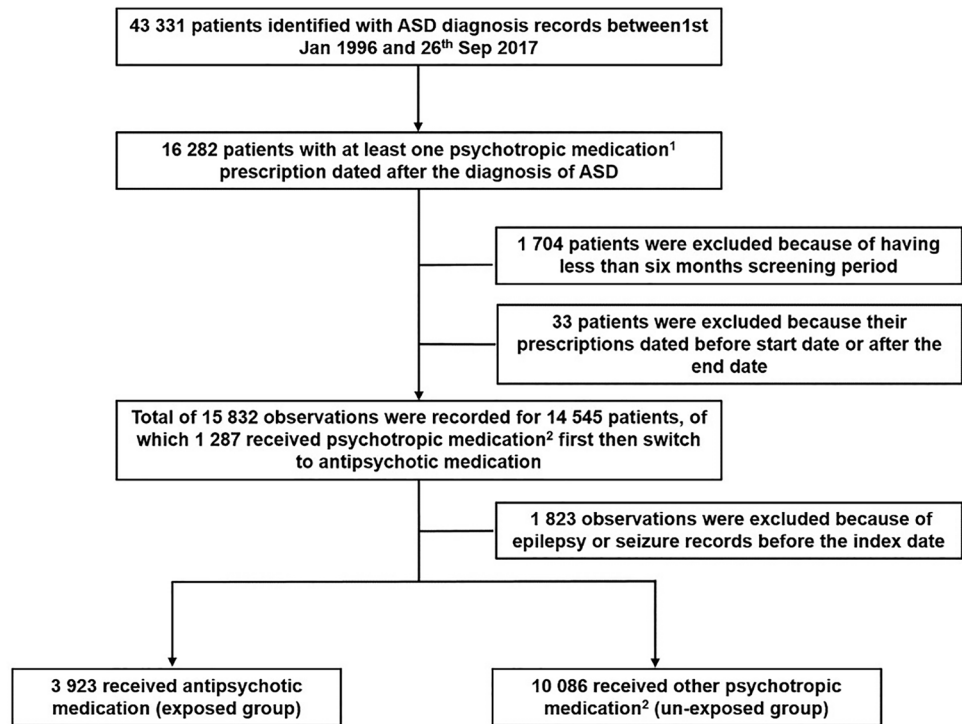 43 331 patients identified with ASD diagnosis records between1st
Jan 1996 and 26th Sep 2017
16 282 patients with at least one psychotropic medication1
prescription dated after the diagnosis of ASD
1 704 patients were excluded because of having
less than six months screening period
33 patients were excluded because their
prescriptions dated before start date or after the
end date
Total of 15 832 observations were recorded for 14 545 patients, of
which 1 287 received psychotropic medication2 first then switch
to antipsychotic medication
1 823 observations were excluded because of
epilepsy or seizure records before the index date
3 923 received antipsychotic
medication (exposed group)
10 086 received other psychotropic
medication2 (un-exposed group)